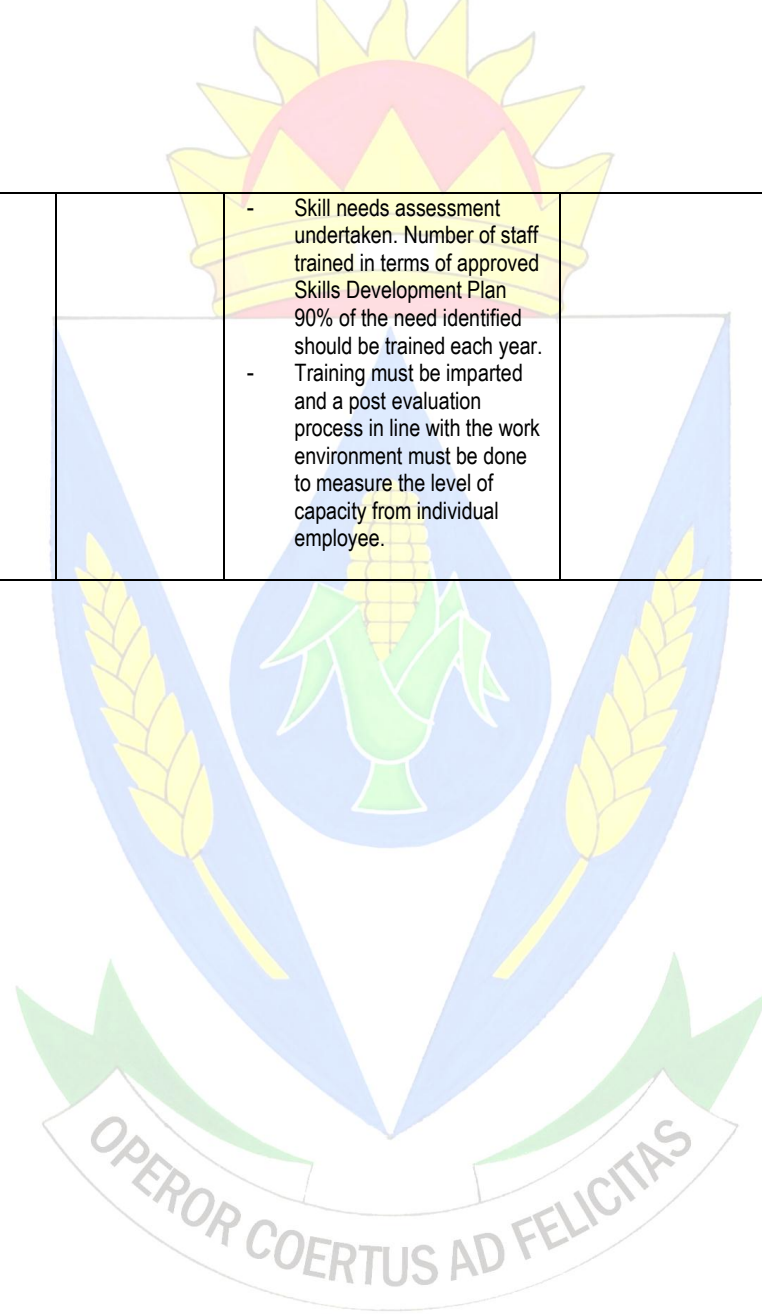 - Skill needs assessment
undertaken. Number of staff
trained in terms of approved
Skills Development Plan
90% of the need identified
should be trained each year.
- Training must be imparted
and a post evaluation
process in line with the work
environment must be done
to measure the level of
capacity from individual
employee.
OPEROR COERTUS AD FELICITAS